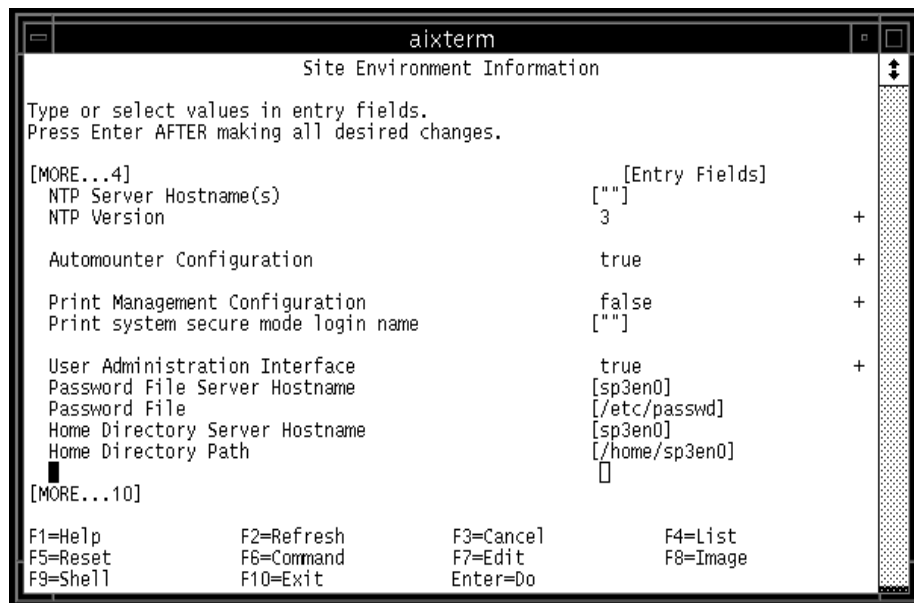 aixterm
Site Environment Information
Type or select values in entry fields.
Press Enter AFTER making all desired changes.
[MORE...4] [Entry Fields]
NTP Server Hostname(s) [""]
NTP Version 3 +
Automounter Configuration true +
Print Management Configuration false +
Print system secure mode login name [""]
User Administration Interface true +
Password File Server Hostname [sp3en0]
Password File [/etc/passwd]
Home Directory Server Hostname [sp3en0]
Home Directory Path [/home/sp3en0]
[MORE...10]
F1=Help F2=Refresh F3=Cancel F4=List
F5=Reset F6=Command F7=Edit F8=Image
F9=Shell F10=Exit Enter=Do